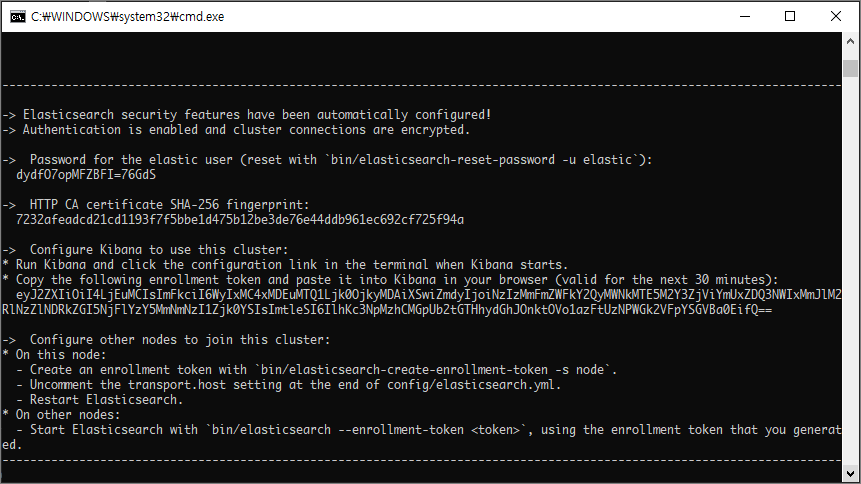 C:₩WINDOWS₩system32₩cmd.exe
-> Elasticsearch security features have been automatically configured!
-> Authentication is enabled and cluster connections are encrypted.
->  Password for the elastic user (reset with `bin/elasticsearch-reset-password -u elastic`):
  dydfO7opMFZBFI=76GdS
->  HTTP CA certificate SHA-256 fingerprint:
  7232afeadcd21cd1193f7f5bbe1d475b12be3de76e44ddb961ec692cf725f94a
->  Configure Kibana to use this cluster:
* Run Kibana and click the configuration link in the terminal when Kibana starts.
* Copy the following enrollment token and paste it into Kibana in your browser (valid for the next 30 minutes):
  eyJ2ZXIiOiI4LjEuMCIsImFkciI6WyIxMC4xMDEuMTQ1Ljk0OjkyMDAiXSwiZmdyIjoiNzIzMmFmZWFkY2QyMWNkMTE5M2Y3ZjViYmUxZDQ3NWIxMmJlM2
RlNzZlNDRkZGI5NjFlYzY5MmNmNzI1Zjk0YSIsImtleSI6IlhKc3NpMzhCMGpUb2tGTHhydGhJOnktOVo1azFtUzNPWGk2VFpYSGVBa0EifQ==
->  Configure other nodes to join this cluster:
* On this node:
  - Create an enrollment token with `bin/elasticsearch-create-enrollment-token -s node`.
  - Uncomment the transport.host setting at the end of config/elasticsearch.yml.
  - Restart Elasticsearch.
* On other nodes:
  - Start Elasticsearch with `bin/elasticsearch --enrollment-token <token>`, using the enrollment token that you generat
ed.